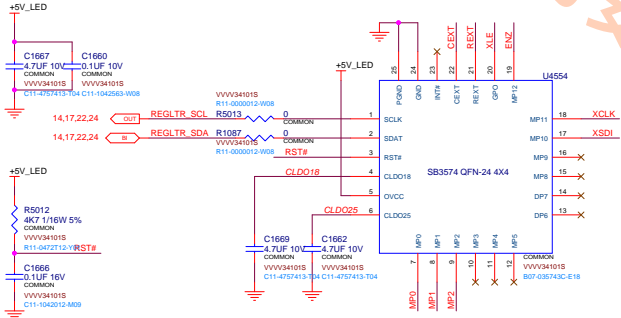 +5V_LED
C1667
4.7UF 10V
COMMON
VVVV34101S
C11-4757413-T04
C1660
0.1UF 10V
COMMON
VVVV34101S
C11-1042563-W08
14,17,22,24
OUT
REGLTR_SCL
R5013
0
VVVV34101S
R11-0000012-W08
COMMON
14,17,22,24
BI
REGLTR_SDA
R1087
0
VVVV34101S
R11-0000012-W08
COMMON
RST#
CLDO18
CLDO25
+5V_LED
R5012
4K7 1/16W 5%
COMMON
VVVV34101S
RST#
C1666
0.1UF 16V
COMMON
VVVV34101S
C11-1042012-M09
C1669
4.7UF 10V
COMMON
VVVV34101S
C11-4757413-T04
C1662
4.7UF 10V
COMMON
VVVV34101S
C11-4757413-T04
+5V_LED
CEXT
REXT
XLE
ENZ
25
24
23
22
21
20
19
PGND
GND
INT#
CEXT
REXT
GPO
MP12
U4554
1 SCLK
2 SDAT
3 RST#
4 CLDO18
5 OVCC
6 CLDO25
SB3574 QFN-24 4X4
MP11 18 XCLK
MP10 17 XSDI
MP9 16
MP8 15
DP7 14
DP6 13
MP0
MP1
MP2
MP3
MP4
MP5
7
8
9
10
11
12
MP0
MP1
MP2
COMMON
VVVV34101S
B07-035743C-E18